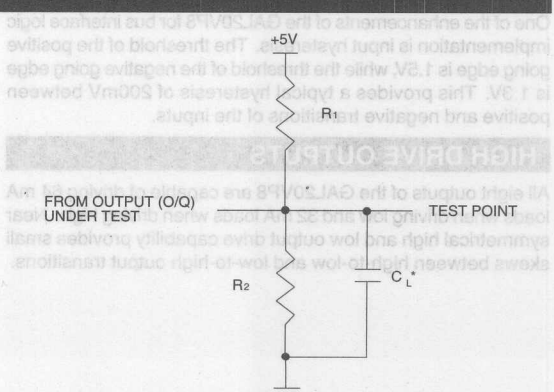 One of the enhancements of the GAL20VP8 for bus interface logic
implementation is input hysteresis. The threshold of the positive
+5V
going edge is 1.5V, while the threshold of the negative going edge
is 1.3V. This provides a typical hysteresis of 200mV between
R1
positive and negative transitions of the inputs.
HIGH DRIVE OUTPUTS
All eight outputs of the GAL20VP8 are capable of driving 64 mA
FROM OUTPUT (O/Q)
UNDER TEST
TEST POINT
loads when driving low and 32 mA loads when driving high. Near
symmetrical high and low output drive capability provides small
skews between high-to-low and low-to-high output transitions.
R2
CL*